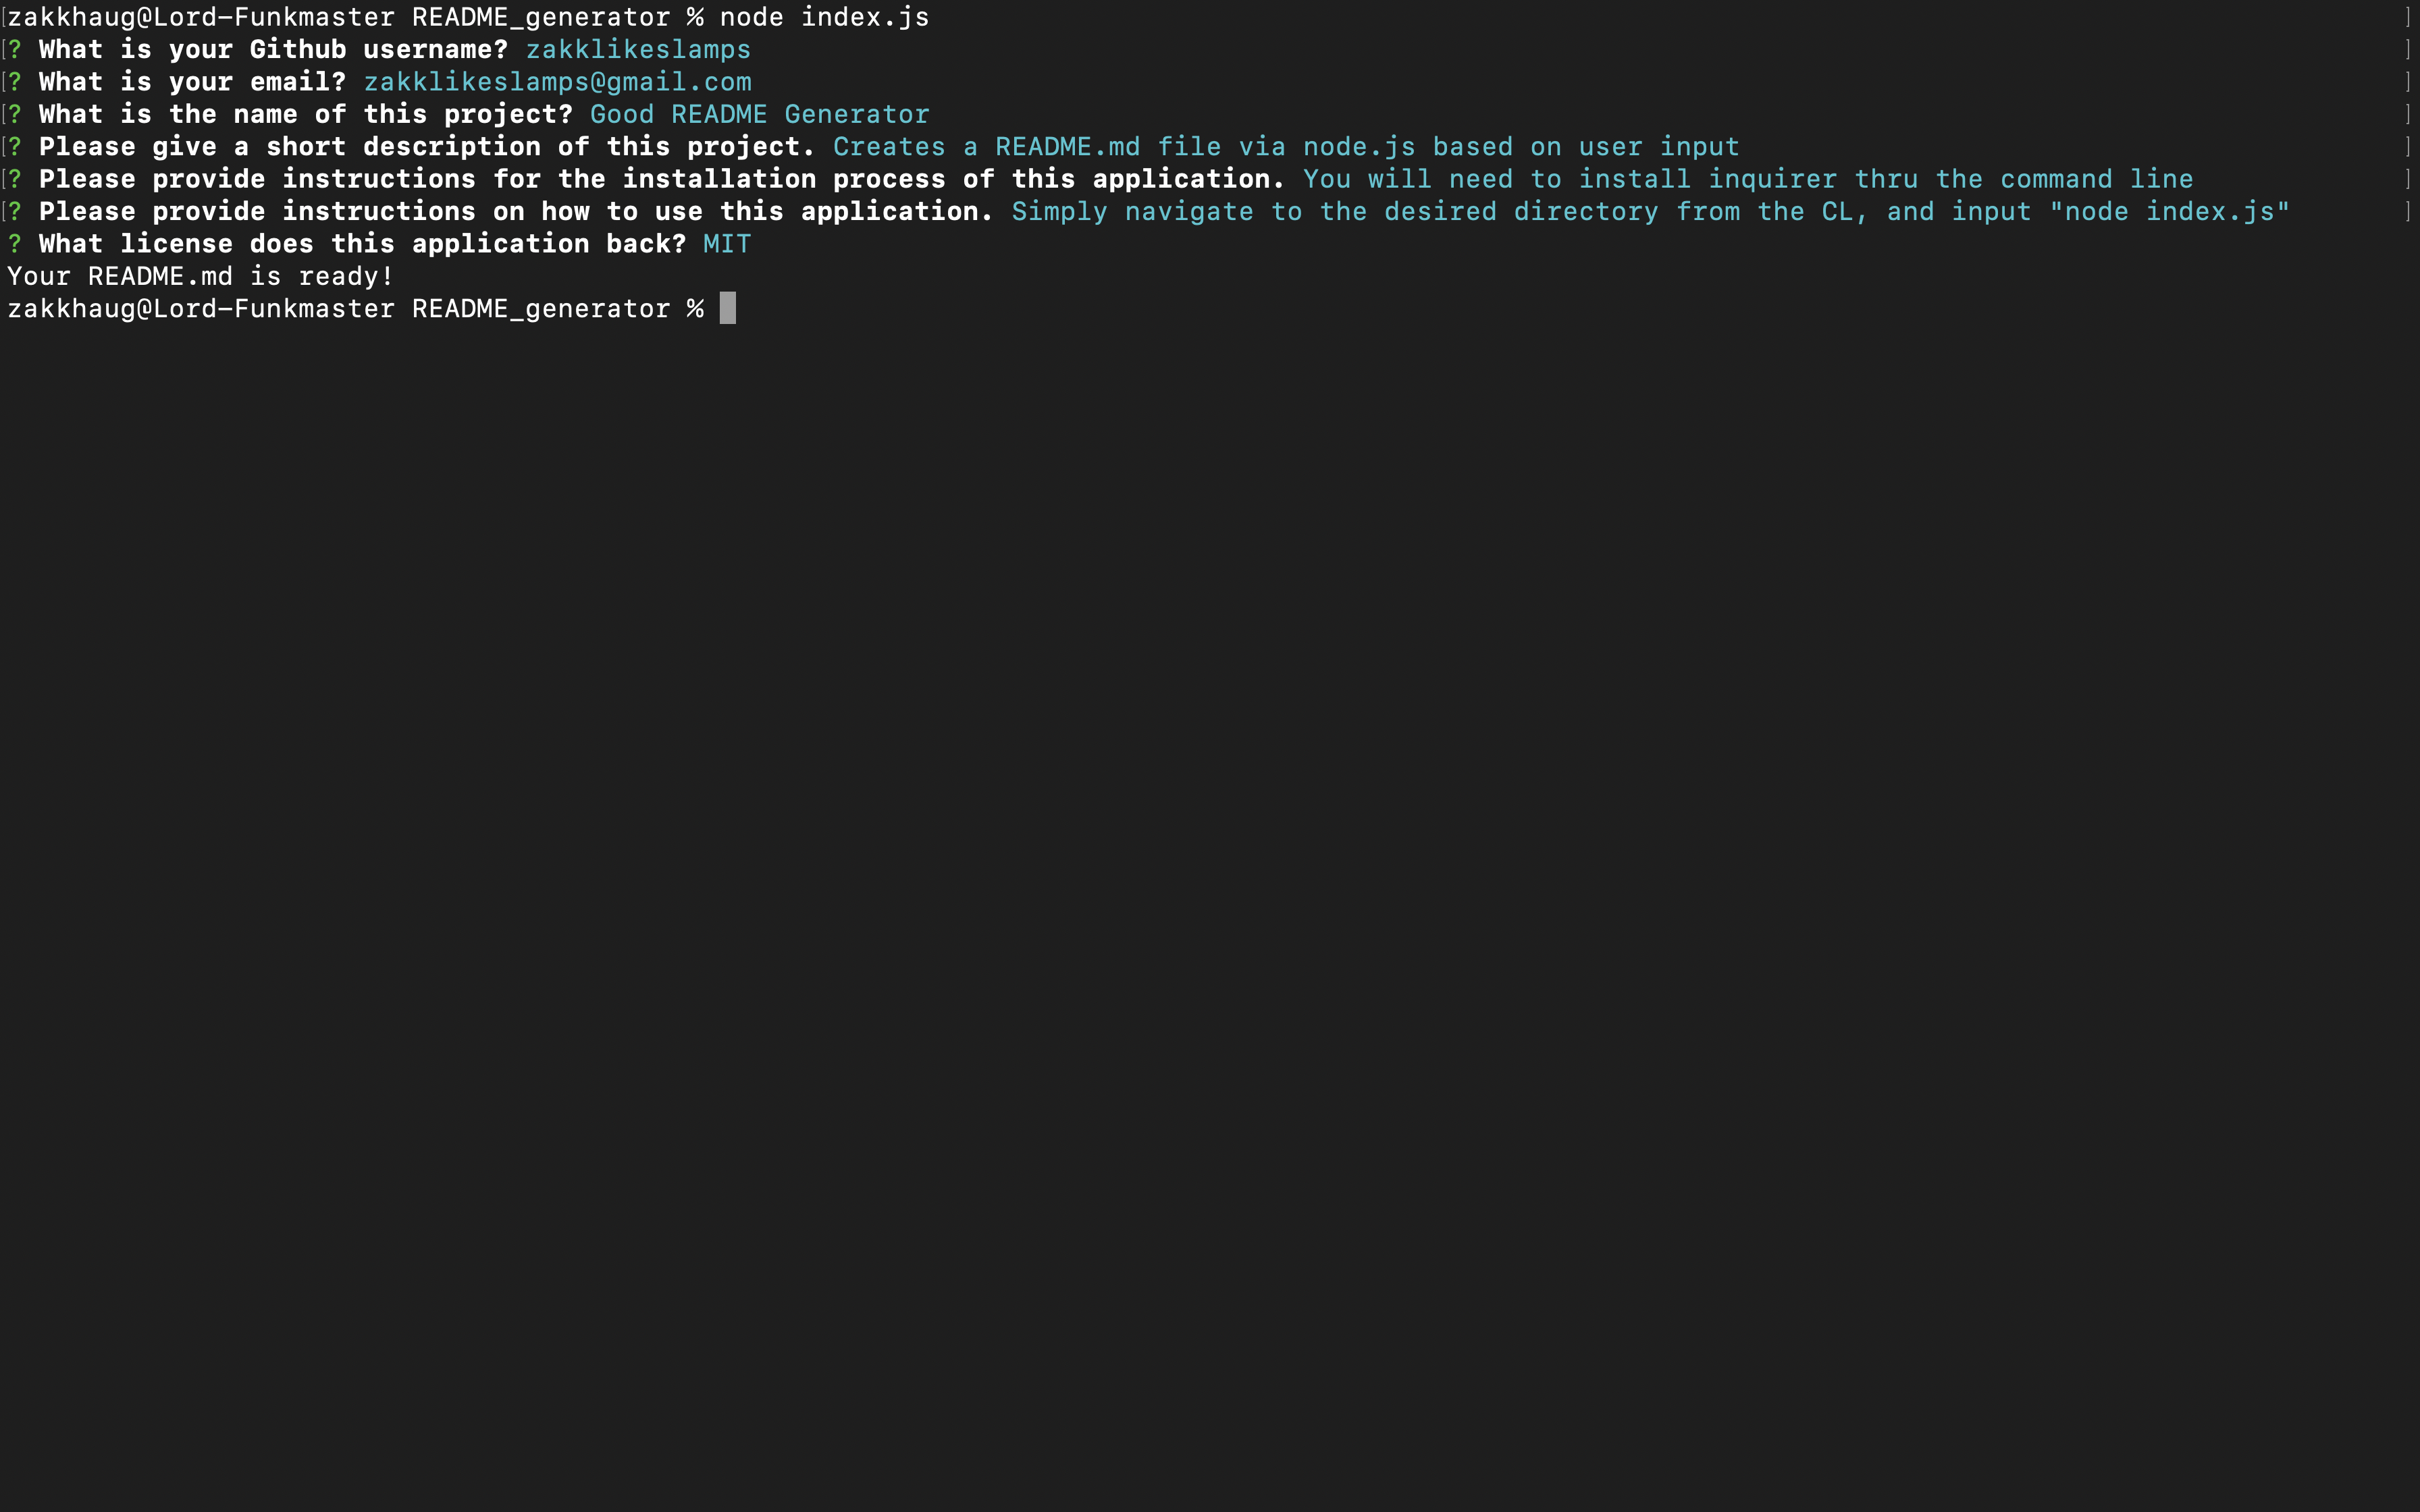 [zakkhaug@Lord-Funkmaster README_generator % node index.js ]
[? What is your Github username? zakklikeslamps ]
[? What is your email? zakklikeslamps@gmail.com ]
[? What is the name of this project? Good README Generator ]
[? Please give a short description of this project. Creates a README.md file via node.js based on user input ]
[? Please provide instructions for the installation process of this application. You will need to install inquirer thru the command line ]
[? Please provide instructions on how to use this application. Simply navigate to the desired directory from the CL, and input "node index.js" ]
? What license does this application back? MIT
Your README.md is ready!
zakkhaug@Lord-Funkmaster README_generator %